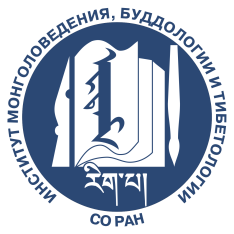 ИНСТИТУТ МОНГОЛОВЕДЕНИЯ, БУДДОЛОГИИ И ТИБЕТОЛОГИИ
རིག་པ།
СО РАН